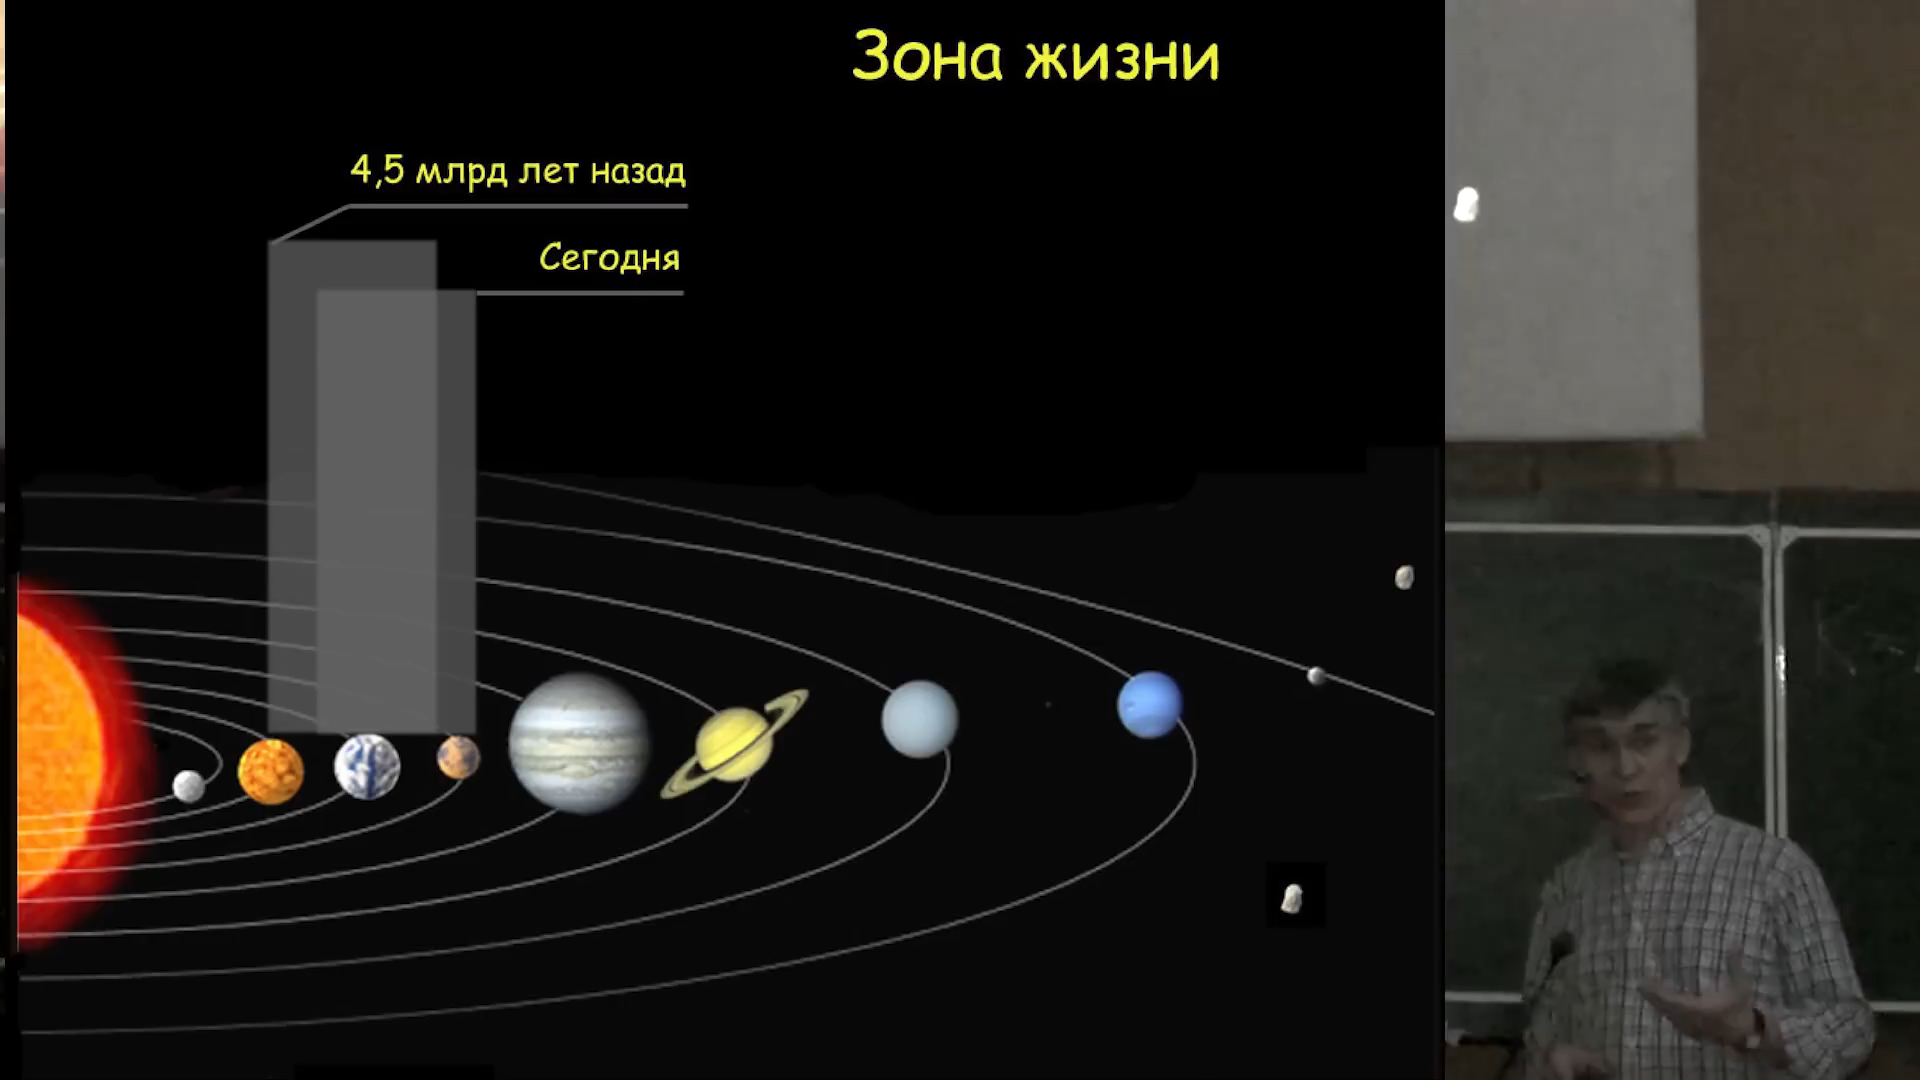 Зона жизни
4,5 млрд лет назад
Сегодня